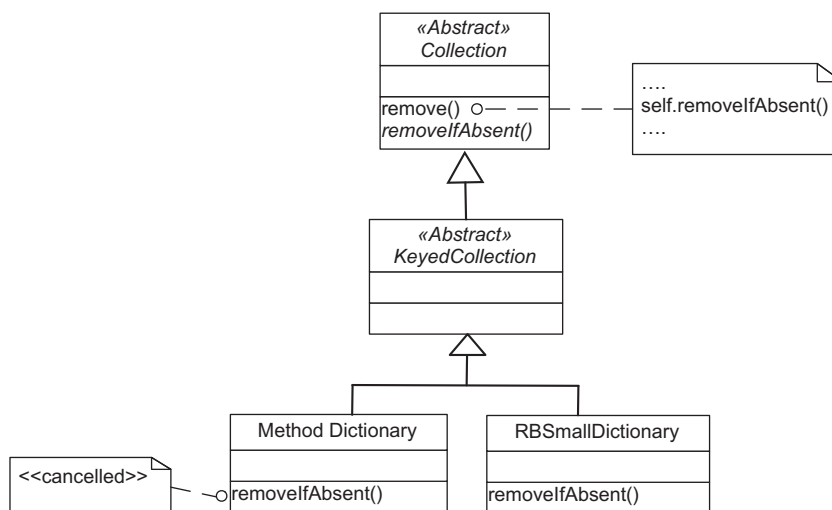 «Abstract»
Collection
remove()
removeIfAbsent()
....
self.removeIfAbsent()
....
«Abstract»
KeyedCollection
Method Dictionary
removeIfAbsent()
RBSmallDictionary
removeIfAbsent()
<<cancelled>>